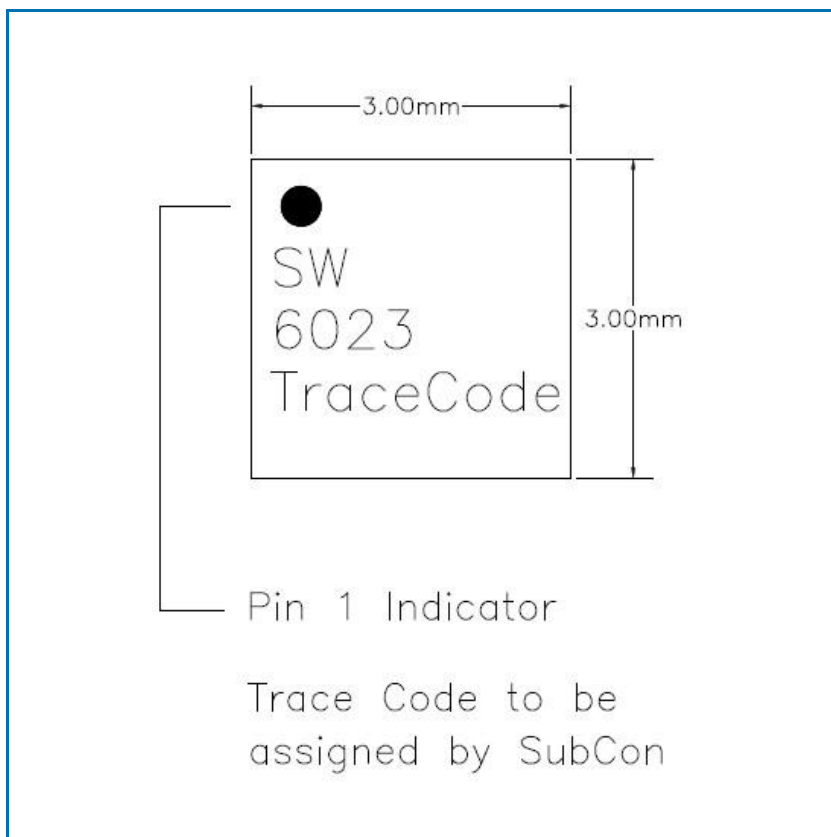 3.00mm
SW
6023
3.00mm
TraceCode
Pin 1 Indicator
Trace Code to be
assigned by SubCon